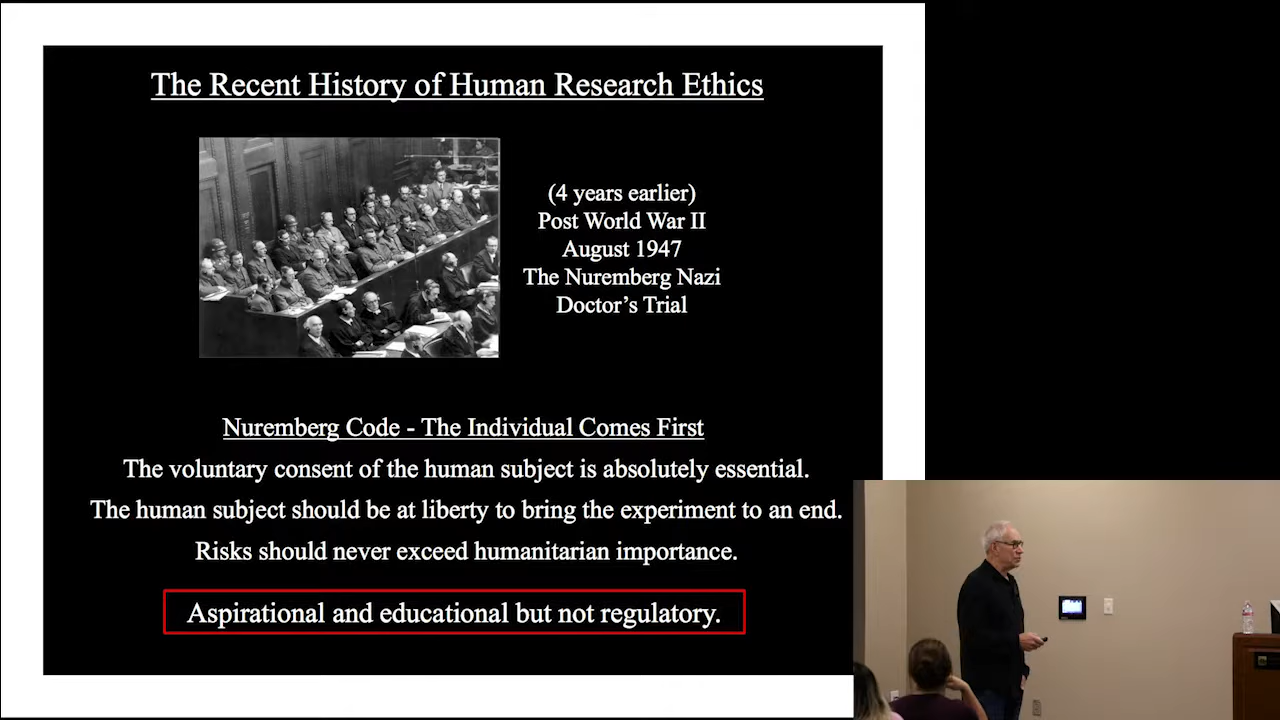 The Recent History of Human Research Ethics
(4 years earlier)
Post World War II
August 1947
The Nuremberg Nazi
Doctor’s Trial
Nuremberg Code - The Individual Comes First
The voluntary consent of the human subject is absolutely essential.
The human subject should be at liberty to bring the experiment to an end.
Risks should never exceed humanitarian importance.
Aspirational and educational but not regulatory.